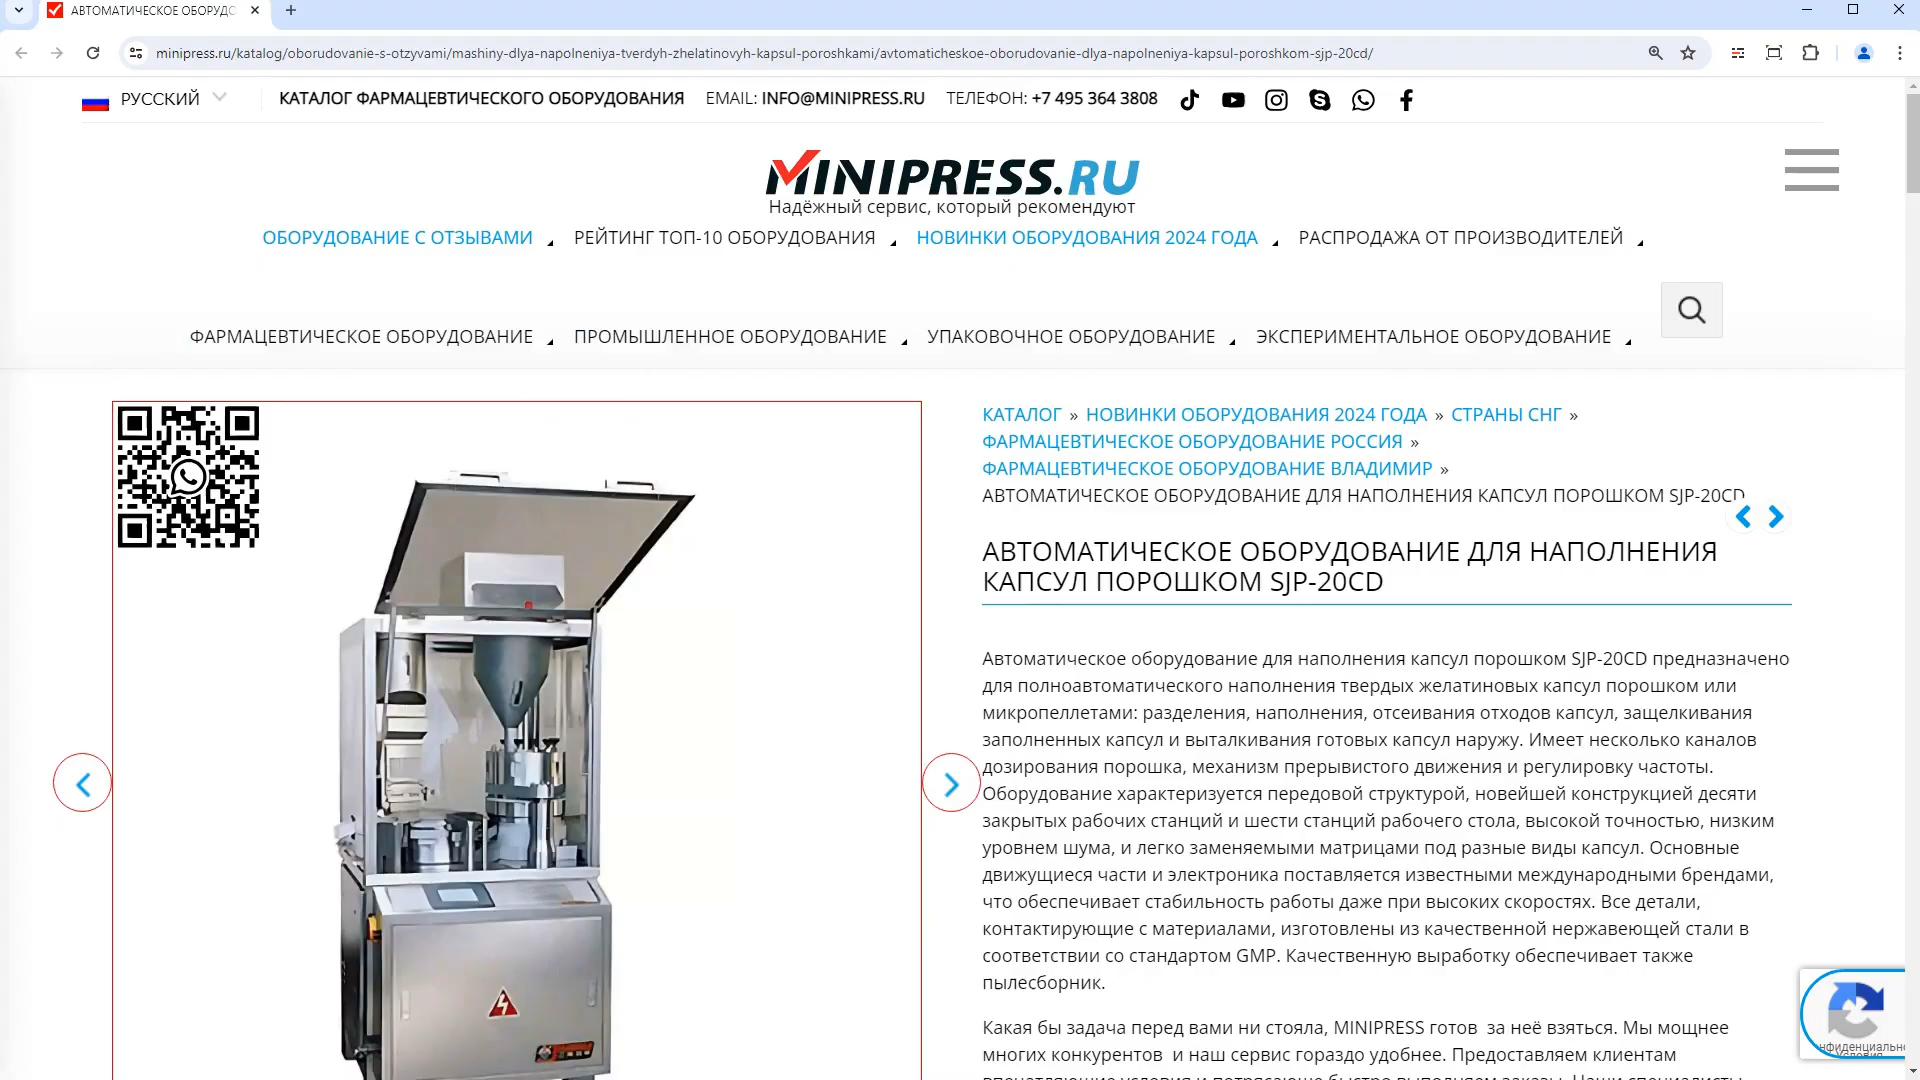 АВТОМАТИЧЕСКОЕ ОБОРУДО
minipress.ru/katalog/oborudovanie-s-otzyvami/mashiny-dlya-napolneniya-tverdyh-zhelatinovyh-kapsul-poroshkami/avtomaticheskoe-oborudovanie-dlya-napolneniya-kapsul-poroshkom-sjp-20cd/
РУССКИЙ
КАТАЛОГ ФАРМАЦЕВТИЧЕСКОГО ОБОРУДОВАНИЯ
EMAIL: INFO@MINIPRESS.RU
ТЕЛЕФОН: +7 495 364 3808
MINIPRESS.RU
Надёжный сервис, который рекомендуют
ОБОРУДОВАНИЕ С ОТЗЫВАМИ
РЕЙТИНГ ТОП-10 ОБОРУДОВАНИЯ
НОВИНКИ ОБОРУДОВАНИЯ 2024 ГОДА
РАСПРОДАЖА ОТ ПРОИЗВОДИТЕЛЕЙ
ФАРМАЦЕВТИЧЕСКОЕ ОБОРУДОВАНИЕ
ПРОМЫШЛЕННОЕ ОБОРУДОВАНИЕ
УПАКОВОЧНОЕ ОБОРУДОВАНИЕ
ЭКСПЕРИМЕНТАЛЬНОЕ ОБОРУДОВАНИЕ
КАТАЛОГ » НОВИНКИ ОБОРУДОВАНИЯ 2024 ГОДА » СТРАНЫ СНГ »
ФАРМАЦЕВТИЧЕСКОЕ ОБОРУДОВАНИЕ РОССИЯ »
ФАРМАЦЕВТИЧЕСКОЕ ОБОРУДОВАНИЕ ВЛАДИМИР »
АВТОМАТИЧЕСКОЕ ОБОРУДОВАНИЕ ДЛЯ НАПОЛНЕНИЯ КАПСУЛ ПОРОШКОМ SJP-20CD
АВТОМАТИЧЕСКОЕ ОБОРУДОВАНИЕ ДЛЯ НАПОЛНЕНИЯ
КАПСУЛ ПОРОШКОМ SJP-20CD
Автоматическое оборудование для наполнения капсул порошком SJP-20CD предназначено
для полноавтоматического наполнения твердых желатиновых капсул порошком или
микропеллетами: разделения, наполнения, отсеивания отходов капсул, защелкивания
заполненных капсул и выталкивания готовых капсул наружу. Имеет несколько каналов
дозирования порошка, механизм прерывистого движения и регулировку частоты.
Оборудование характеризуется передовой структурой, новейшей конструкцией десяти
закрытых рабочих станций и шести станций рабочего стола, высокой точностью, низким
уровнем шума, и легко заменяемыми матрицами под разные виды капсул. Основные
движущиеся части и электроника поставляется известными международными брендами,
что обеспечивает стабильность работы даже при высоких скоростях. Все детали,
контактирующие с материалами, изготовлены из качественной нержавеющей стали в
соответствии со стандартом GMP. Качественную выработку обеспечивает также
пылесборник.
Какая бы задача перед вами ни стояла, MINIPRESS готов за неё взяться. Мы мощнее
многих конкурентов и наш сервис гораздо удобнее. Предоставляем клиентам